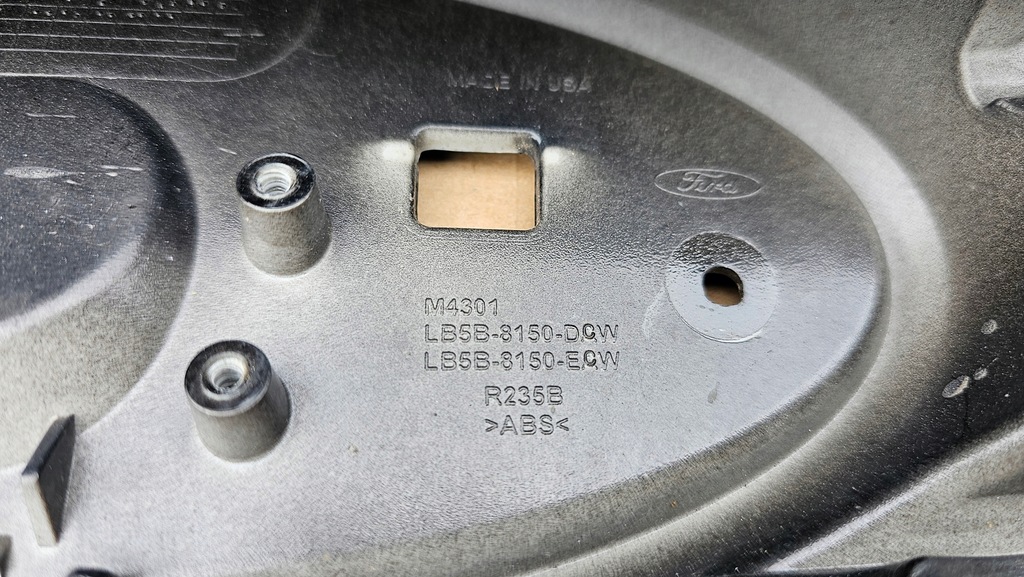 MADE IN USA
Ford
M4301
LB5B-8150-DCW
LB5B-8150-ECW
R235B
>ABS<